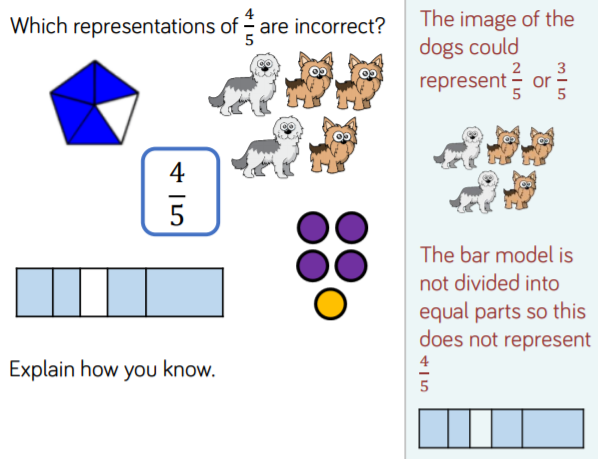 Which representations of 4/5 are incorrect?
4/5
Explain how you know.
The image of the
dogs could
represent 2/5 or 3/5
The bar model is
not divided into
equal parts so this
does not represent
4/5